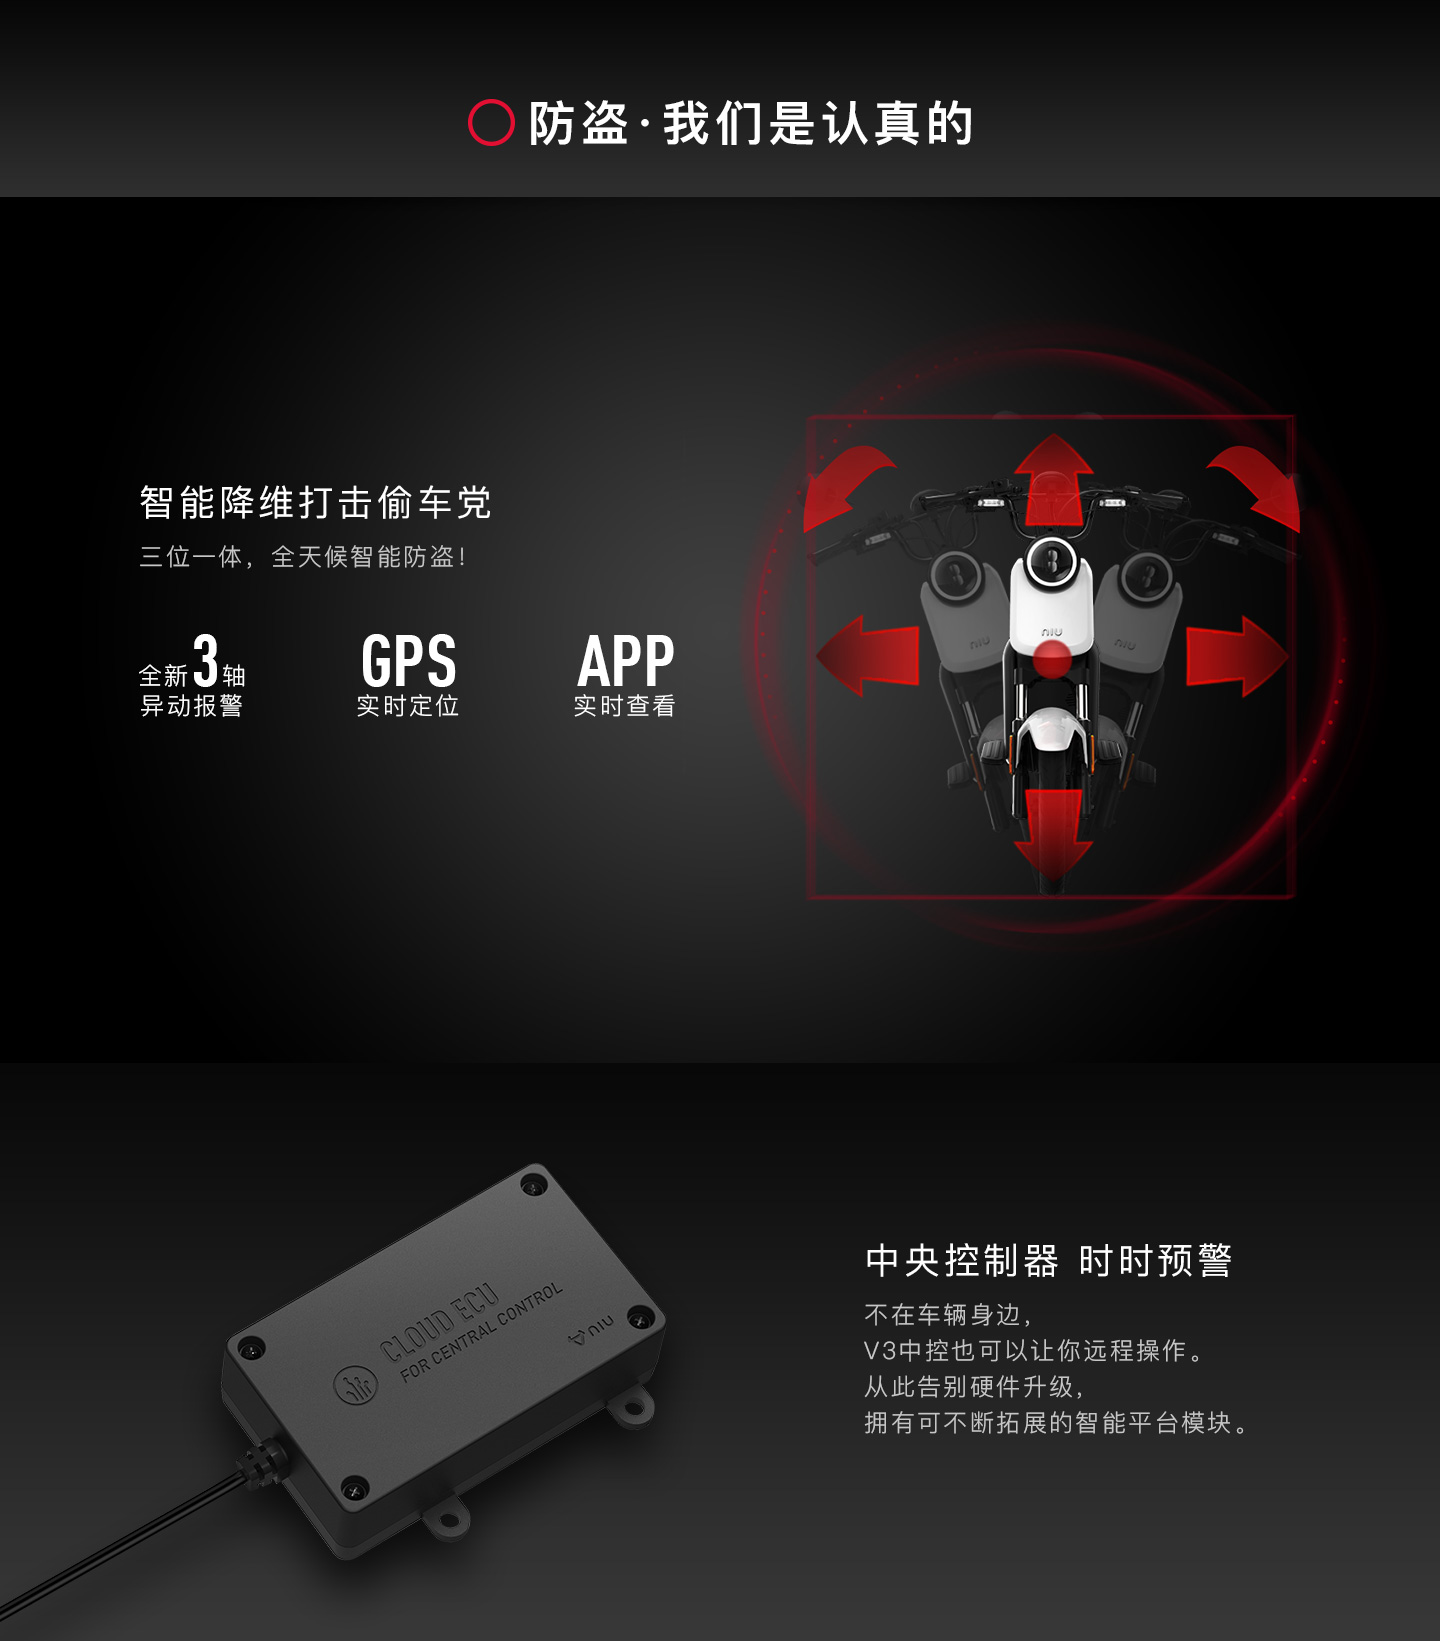 防盗·我们是认真的
智能降维打击偷车党
三位一体，全天候智能防盗！
全新3轴
异动报警
GPS
实时定位
APP
实时查看
niu
niu
niu
CLOUD ECU
FOR CENTRAL CONTROL
niu
中央控制器 时时预警
不在车辆身边，
V3中控也可以让你远程操作。
从此告别硬件升级，
拥有可不断拓展的智能平台模块。